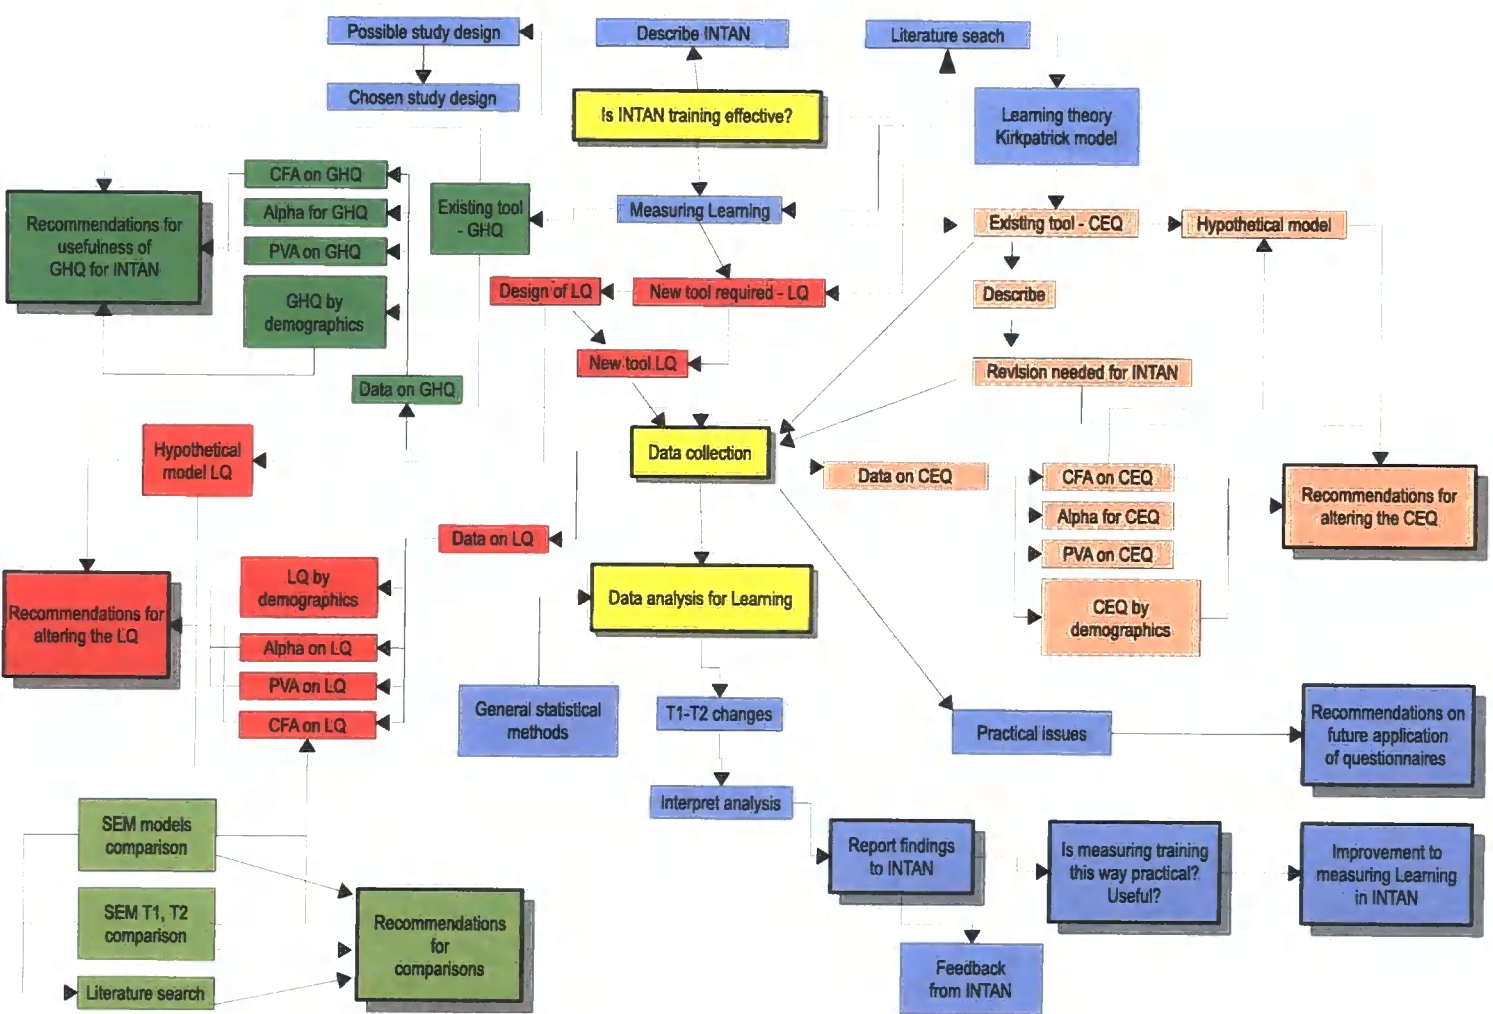 Possible study design
Describe INTAN
Literature seach
Chosen study design
Is INTAN training effective?
Learning theory
Kirkpatrick model
CFA on GHQ
Alpha for GHQ
PVA on GHQ
GHQ by
demographics
Recommendations for
usefulness of
GHQ for INTAN
Existing tool
- GHQ
Measuring Learning
Existing tool - CEQ
Hypothetical model
Design of LQ
New tool required - LQ
Describe
New tool LQ
Revision needed for INTAN
Data on GHQ
Hypothetical
model LQ
Data collection
Data on CEQ
CFA on CEQ
Alpha for CEQ
PVA on CEQ
CEQ by
demographics
Recommendations for
altering the CEQ
Data on LQ
LQ by
demographics
Alpha on LQ
PVA on LQ
CFA on LQ
Recommendations for
altering the LQ
Data analysis for Learning
General statistical
methods
T1-T2 changes
Practical issues
Recommendations on
future application
of questionnaires
Interpret analysis
SEM models
comparison
SEM T1, T2
comparison
Literature search
Recommendations
for
comparisons
Report findings
to INTAN
Is measuring training
this way practical?
Useful?
Improvement to
measuring Learning
in INTAN
Feedback
from INTAN